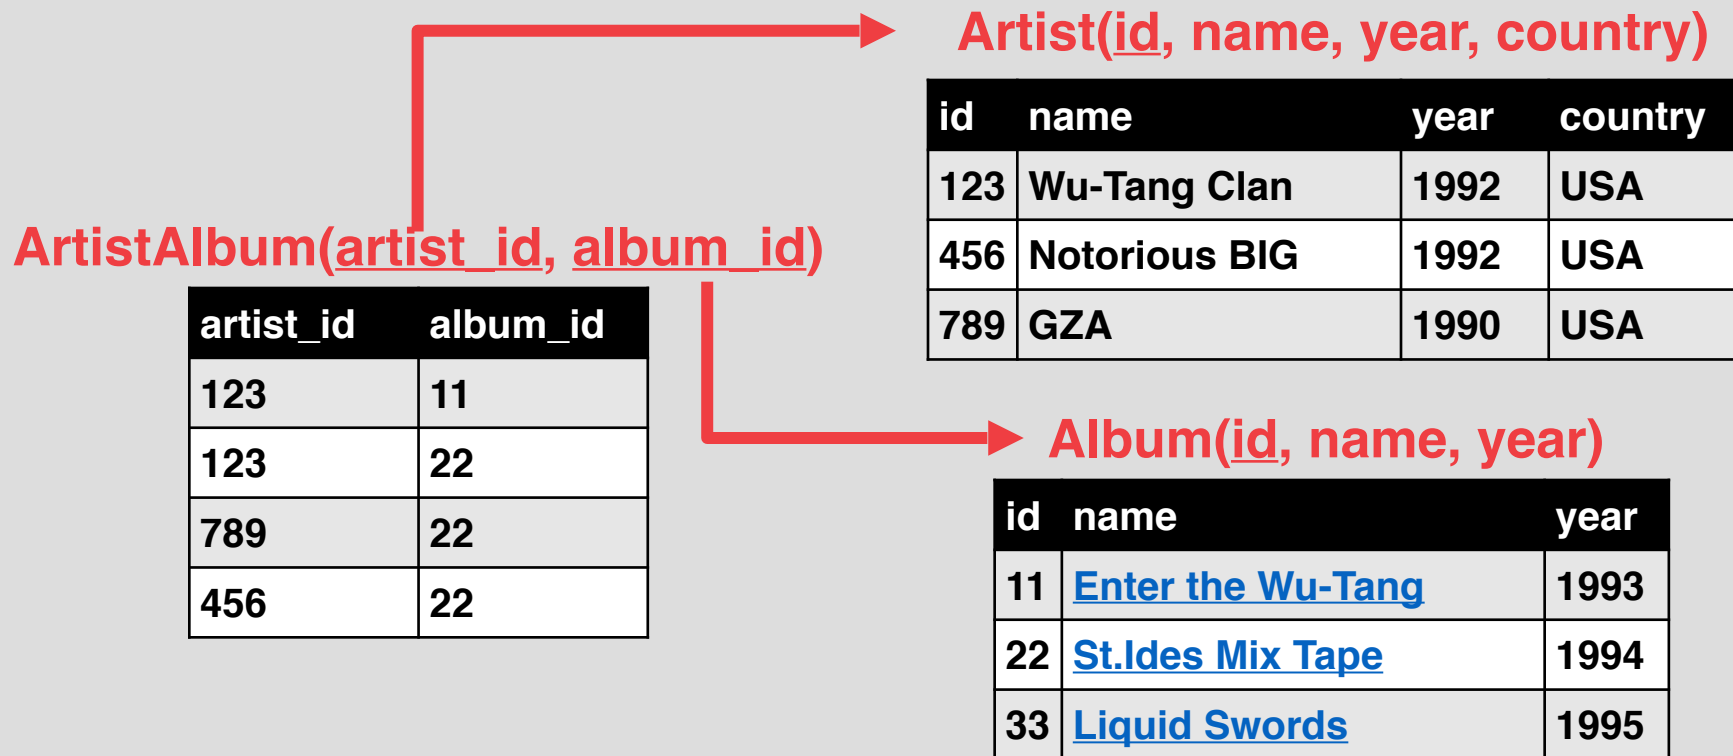 Artist(id, name, year, country)
id name year country
123 Wu-Tang Clan 1992 USA
456 Notorious BIG 1992 USA
789 GZA 1990 USA
ArtistAlbum(artist_id, album_id)
artist_id album_id
123 11
123 22
789 22
456 22
Album(id, name, year)
id name year
11 Enter the Wu-Tang 1993
22 St.Ides Mix Tape 1994
33 Liquid Swords 1995